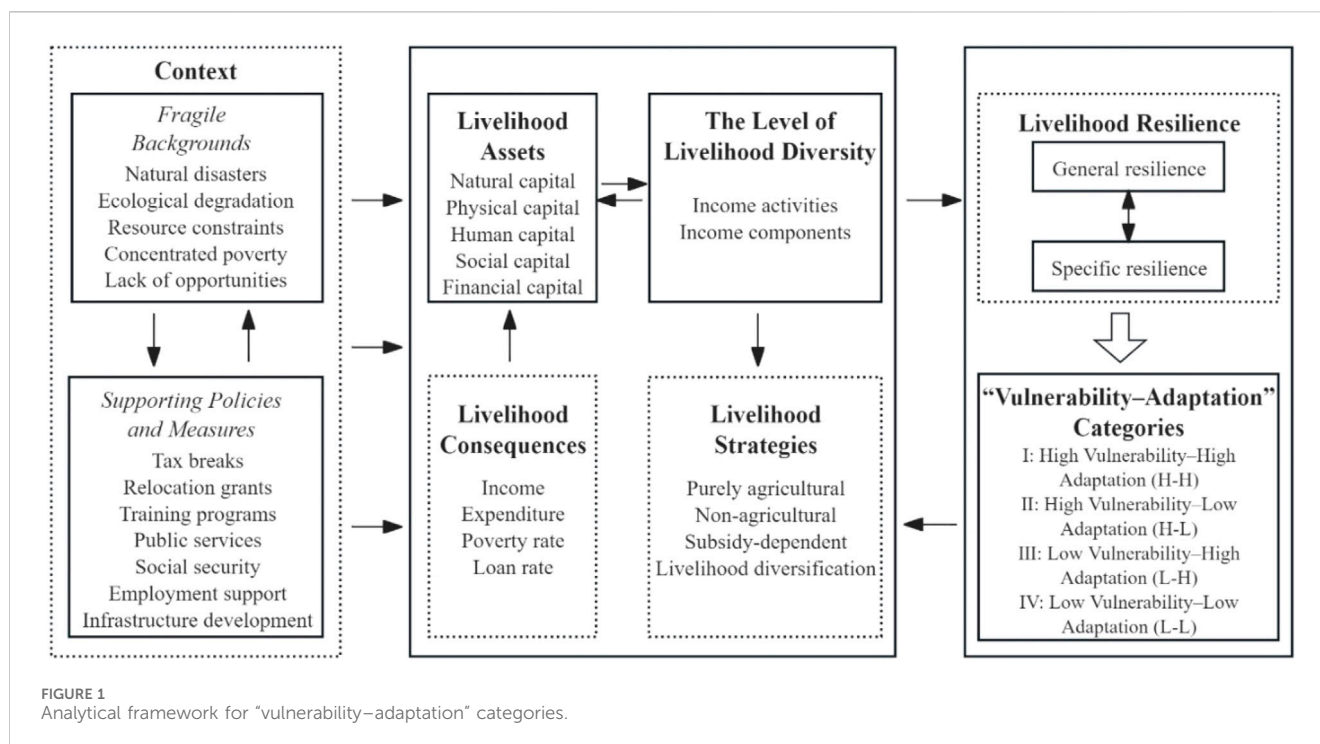 Context
Fragile
Backgrounds
Natural disasters
Ecological degradation
Resource constraints
Concentrated poverty
Lack of opportunities
Supporting Policies
and Measures
Tax breaks
Relocation grants
Training programs
Public services
Social security
Employment support
Infrastructure development
Livelihood
Assets
Natural capital
Physical capital
Human capital
Social capital
Financial capital
The Level of
Livelihood Diversity
Income activities
Income components
Livelihood
Consequences
Income
Expenditure
Poverty rate
Loan rate
Livelihood
Strategies
Purely agricultural
Non-agricultural
Subsidy-dependent
Livelihood diversification
Livelihood Resilience
General resilience
Specific resilience
“Vulnerability–Adaptation”
Categories
I: High Vulnerability–High
Adaptation (H-H)
II: High Vulnerability–Low
Adaptation (H-L)
III: Low Vulnerability–High
Adaptation (L-H)
IV: Low Vulnerability–Low
Adaptation (L-L)
FIGURE 1
Analytical framework for “vulnerability–adaptation” categories.